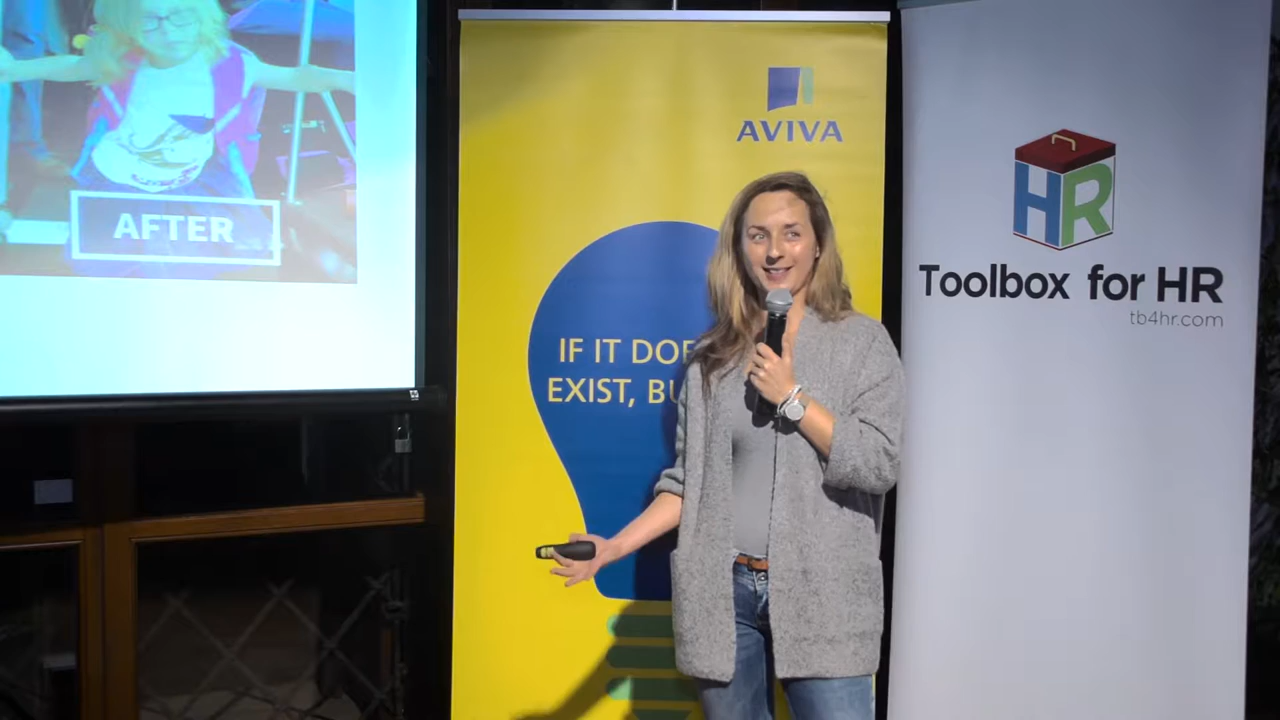 AFTER
AVIVA
IF IT DOE
EXIST, BU
HR
Toolbox for HR
tb4hr.com